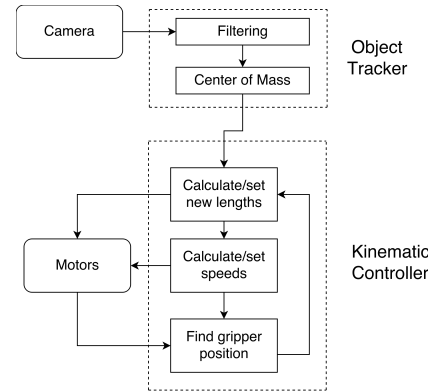 Camera
Filtering
Object
Tracker
Center of Mass
Calculate/set
new lengths
Motors
Calculate/set
speeds
Kinematic
Controller
Find gripper
position